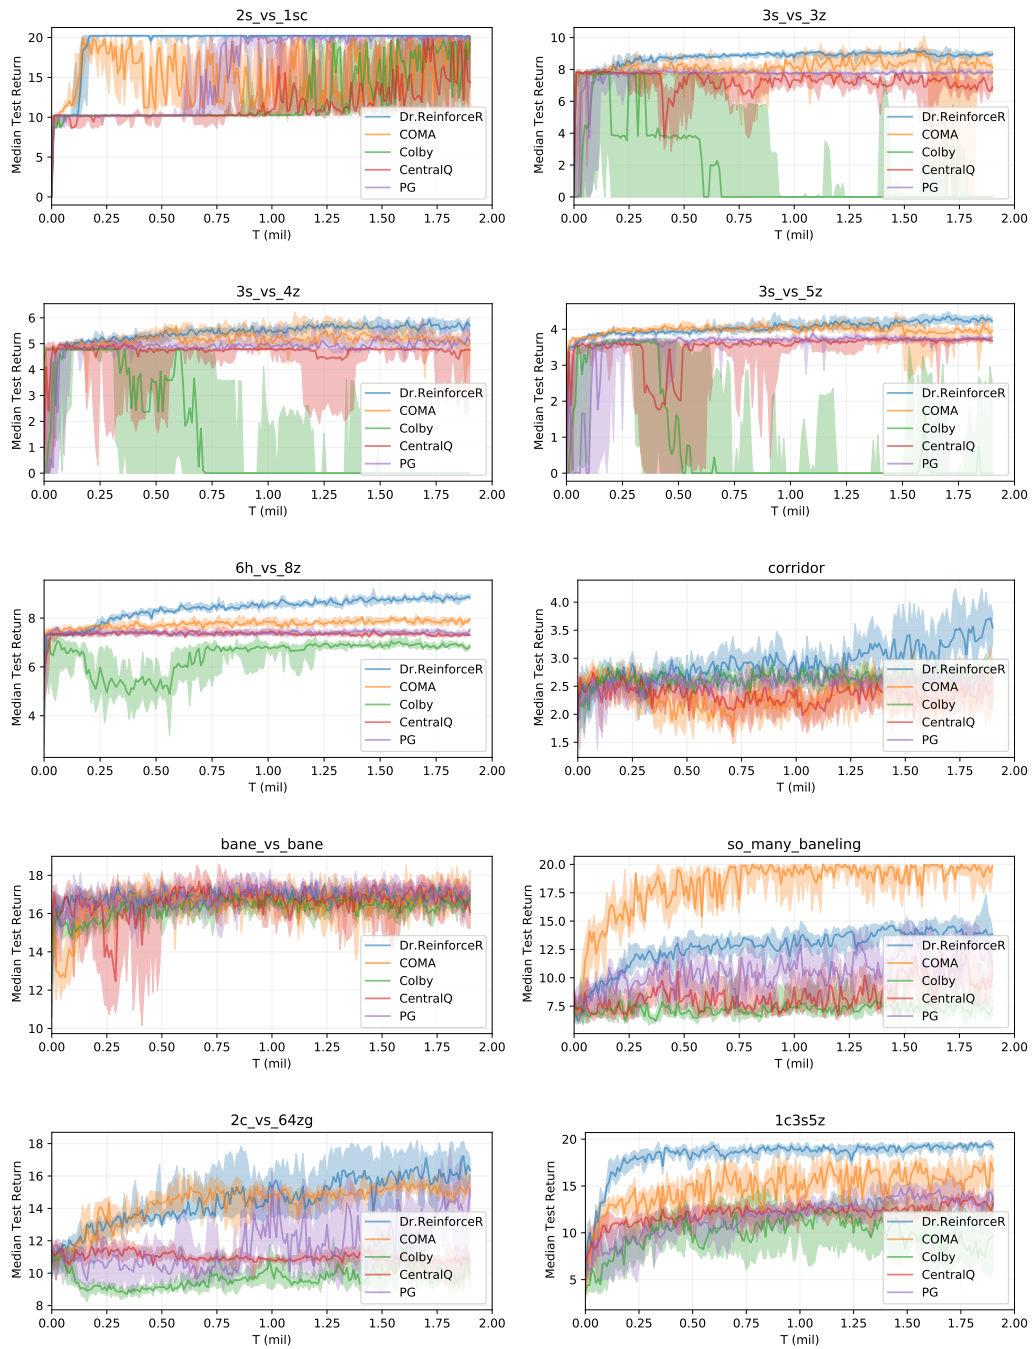 2s_vs_1sc
Median Test Return
20
15
10
5
0
0.00 0.25 0.50 0.75 1.00 1.25 1.50 1.75 2.00
T (mil)
Dr.ReinforceR
COMA
Colby
CentralQ
PG
3s_vs_3z
Median Test Return
10
8
6
4
2
0
0.00 0.25 0.50 0.75 1.00 1.25 1.50 1.75 2.00
T (mil)
Dr.ReinforceR
COMA
Colby
CentralQ
PG
3s_vs_4z
Median Test Return
6
5
4
3
2
1
0
0.00 0.25 0.50 0.75 1.00 1.25 1.50 1.75 2.00
T (mil)
Dr.ReinforceR
COMA
Colby
CentralQ
PG
3s_vs_5z
Median Test Return
4
3
2
1
0
0.00 0.25 0.50 0.75 1.00 1.25 1.50 1.75 2.00
T (mil)
Dr.ReinforceR
COMA
Colby
CentralQ
PG
6h_vs_8z
Median Test Return
8
6
4
0.00 0.25 0.50 0.75 1.00 1.25 1.50 1.75 2.00
T (mil)
Dr.ReinforceR
COMA
Colby
CentralQ
PG
corridor
Median Test Return
4.0
3.5
3.0
2.5
2.0
1.5
0.00 0.25 0.50 0.75 1.00 1.25 1.50 1.75 2.00
T (mil)
Dr.ReinforceR
COMA
Colby
CentralQ
PG
bane_vs_bane
Median Test Return
18
16
14
12
10
0.00 0.25 0.50 0.75 1.00 1.25 1.50 1.75 2.00
T (mil)
Dr.ReinforceR
COMA
Colby
CentralQ
PG
so_many_baneling
Median Test Return
20.0
17.5
15.0
12.5
10.0
7.5
0.00 0.25 0.50 0.75 1.00 1.25 1.50 1.75 2.00
T (mil)
Dr.ReinforceR
COMA
Colby
CentralQ
PG
2c_vs_64zg
Median Test Return
18
16
14
12
10
8
0.00 0.25 0.50 0.75 1.00 1.25 1.50 1.75 2.00
T (mil)
Dr.ReinforceR
COMA
Colby
CentralQ
PG
1c3s5z
Median Test Return
20
15
10
5
0.00 0.25 0.50 0.75 1.00 1.25 1.50 1.75 2.00
T (mil)
Dr.ReinforceR
COMA
Colby
CentralQ
PG